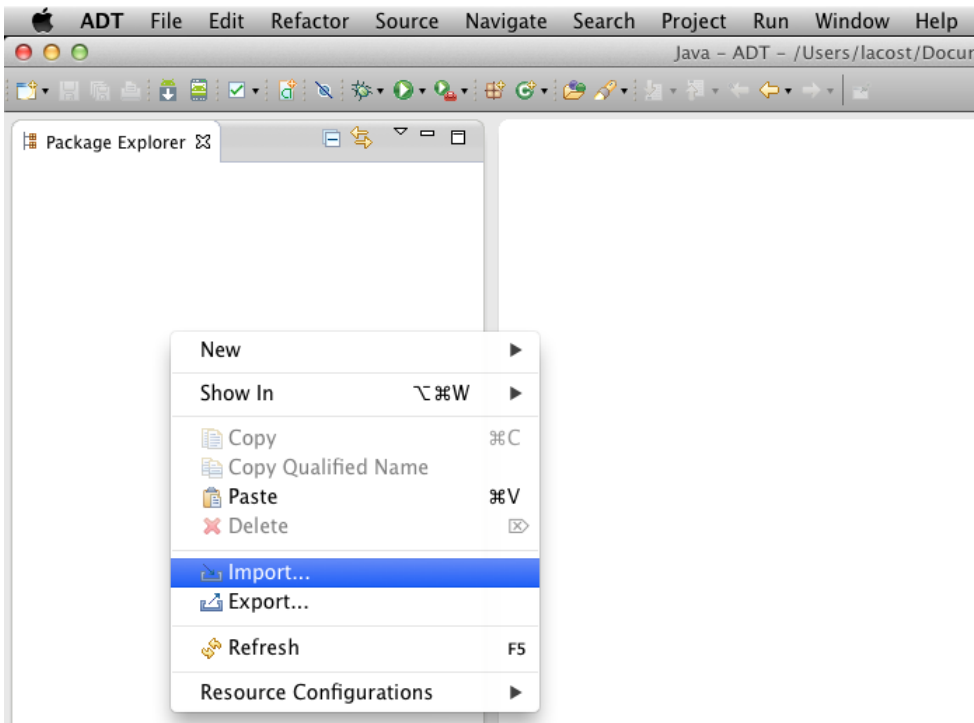 ADT File Edit Refactor Source Navigate Search Project Run Window Help
Java – ADT – /Users/lacost/Docur
Package Explorer
New
Show In ⌥⌘W
Copy ⌘C
Copy Qualified Name
Paste ⌘V
Delete ⌦
Import...
Export...
Refresh F5
Resource Configurations